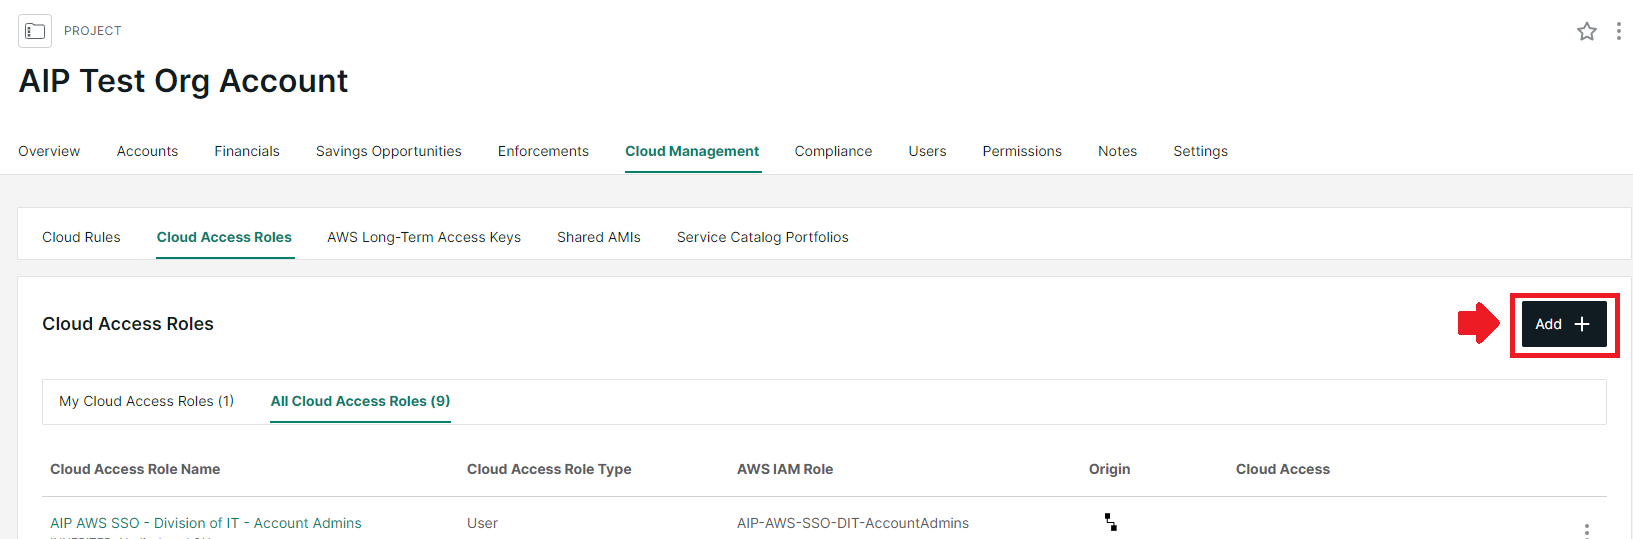 PROJECT
AIP Test Org Account
Overview Accounts Financials Savings Opportunities Enforcements Cloud Management Compliance Users Permissions Notes Settings
Cloud Rules Cloud Access Roles AWS Long-Term Access Keys Shared AMIs Service Catalog Portfolios
Cloud Access Roles
Add
My Cloud Access Roles (1) All Cloud Access Roles (9)
Cloud Access Role Name Cloud Access Role Type AWS IAM Role Origin Cloud Access
AIP AWS SSO - Division of IT - Account Admins User AIP-AWS-SSO-DIT-AccountAdmins